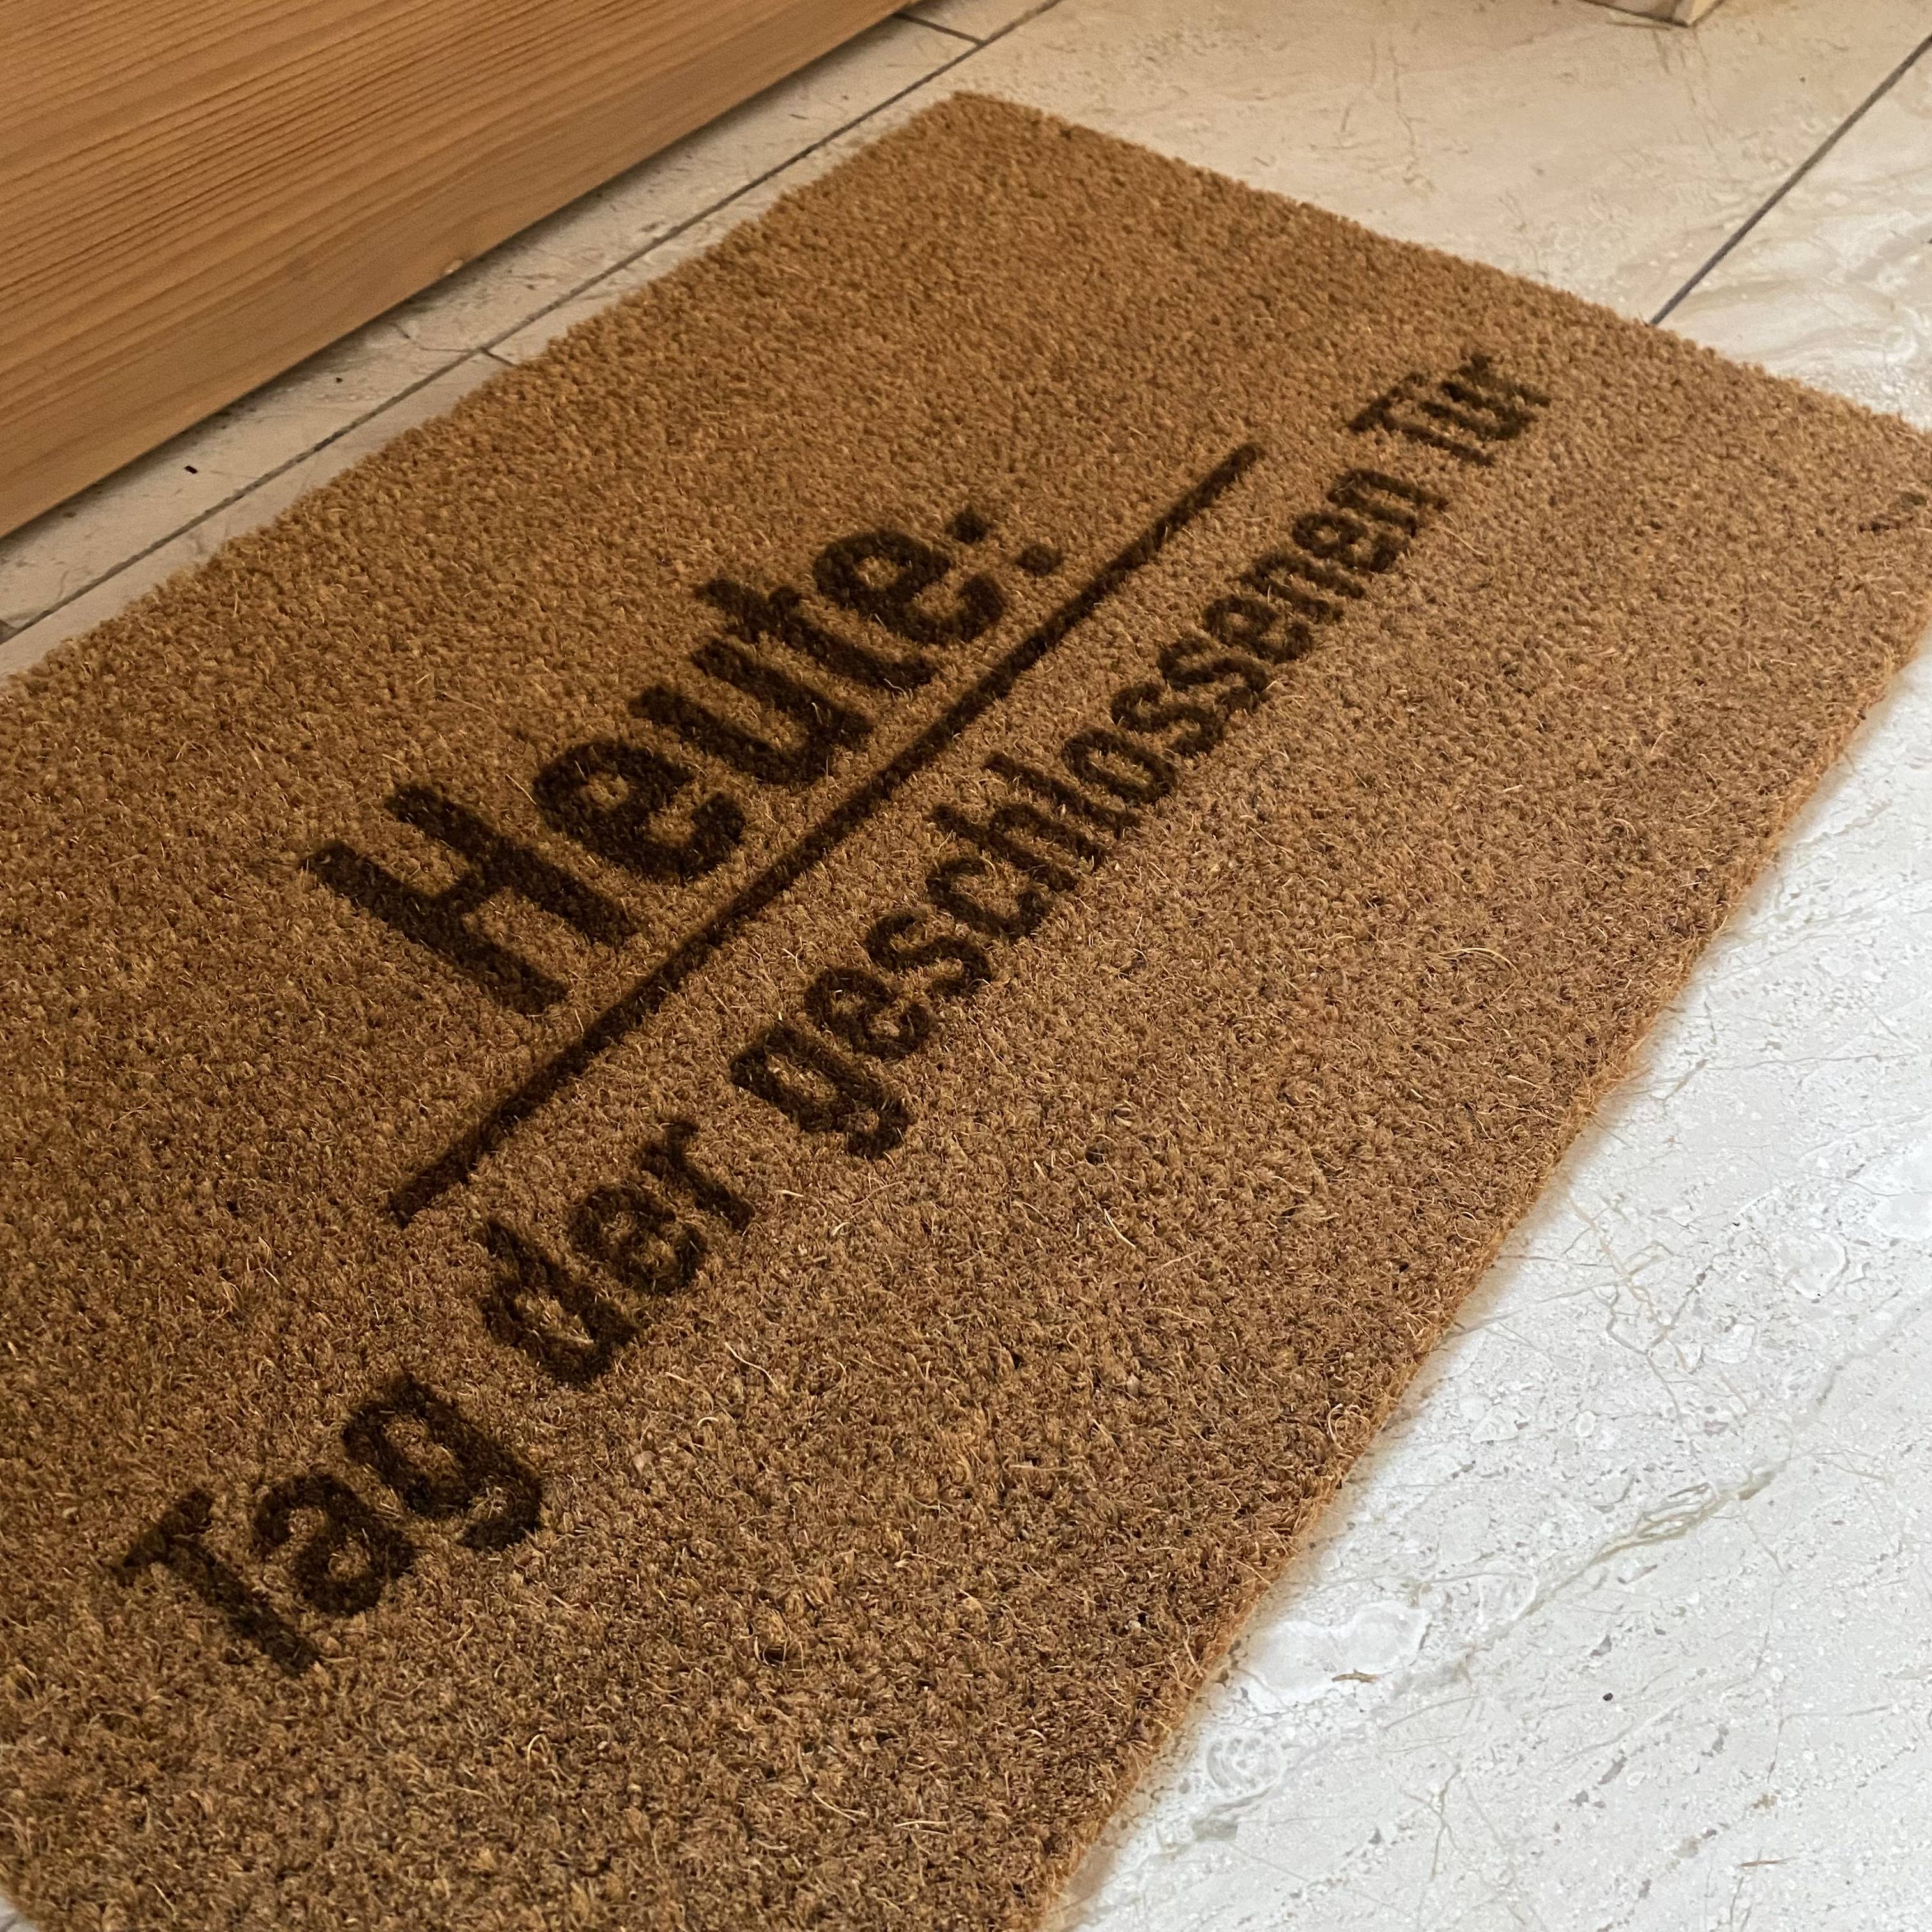 Heute:
Tag der geschlossenen Tür